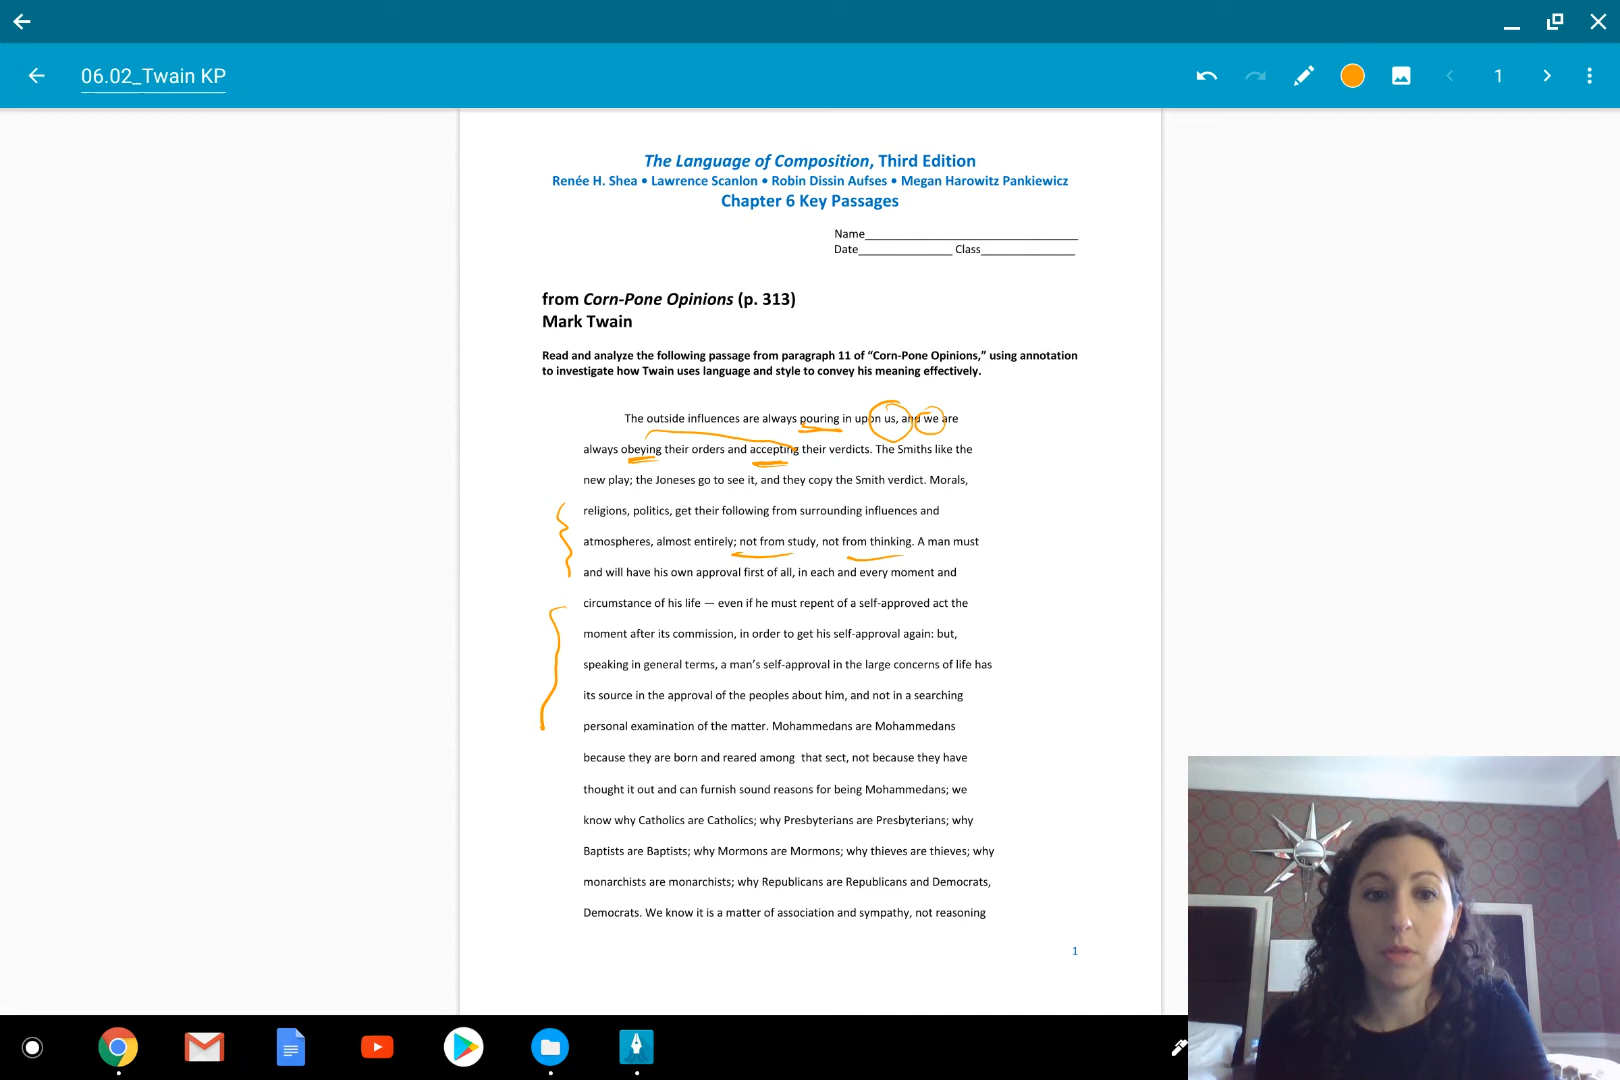 06.02_Twain KP
1
The Language of Composition, Third Edition
Renée H. Shea • Lawrence Scanlon • Robin Dissin Aufses • Megan Harowitz Pankiewicz
Chapter 6 Key Passages
Name_________________________________
Date_______________ Class_______________
from Corn-Pone Opinions (p. 313)
Mark Twain
Read and analyze the following passage from paragraph 11 of “Corn-Pone Opinions,” using annotation
to investigate how Twain uses language and style to convey his meaning effectively.
The outside influences are always pouring in upon us, and we are
always obeying their orders and accepting their verdicts. The Smiths like the
new play; the Joneses go to see it, and they copy the Smith verdict. Morals,
religions, politics, get their following from surrounding influences and
atmospheres, almost entirely; not from study, not from thinking. A man must
and will have his own approval first of all, in each and every moment and
circumstance of his life — even if he must repent of a self-approved act the
moment after its commission, in order to get his self-approval again: but,
speaking in general terms, a man’s self-approval in the large concerns of life has
its source in the approval of the peoples about him, and not in a searching
personal examination of the matter. Mohammedans are Mohammedans
because they are born and reared among  that sect, not because they have
thought it out and can furnish sound reasons for being Mohammedans; we
know why Catholics are Catholics; why Presbyterians are Presbyterians; why
Baptists are Baptists; why Mormons are Mormons; why thieves are thieves; why
monarchists are monarchists; why Republicans are Republicans and Democrats,
Democrats. We know it is a matter of association and sympathy, not reasoning
1